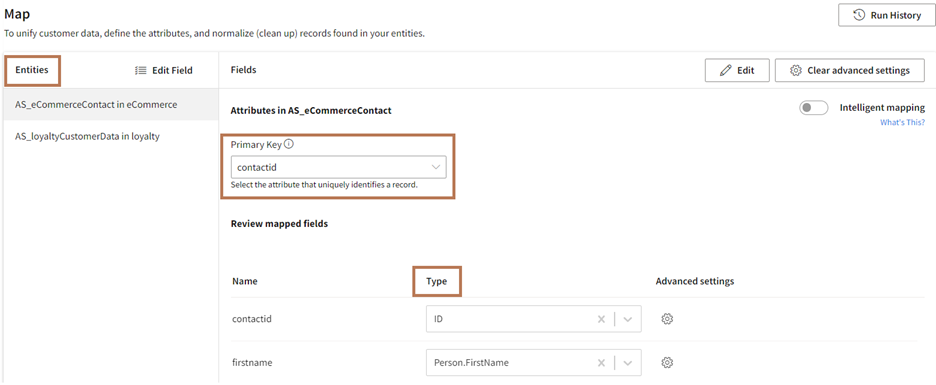 Map
Run History
To unify customer data, define the attributes, and normalize (clean up) records found in your entities.
Entities
Edit Field
Fields
Edit
Clear advanced settings
AS_eCommerceContact in eCommerce
AS_loyaltyCustomerData in loyalty
Attributes in AS_eCommerceContact
Intelligent mapping
What's This?
Primary Key
contactid
Select the attribute that uniquely identifies a record.
Review mapped fields
Name Type Advanced settings
contactid ID
firstname Person.FirstName